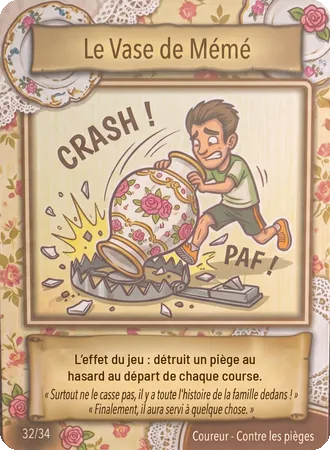 Le Vase de Mémé
CRASH !
PAF !
L'effet du jeu : détruit un piège au
hasard au départ de chaque course.
« Surtout ne le casse pas, il y a toute l'histoire de la famille dedans ! »
« Finalement, il aura servi à quelque chose. »
32/34
Coureur - Contre les pièges